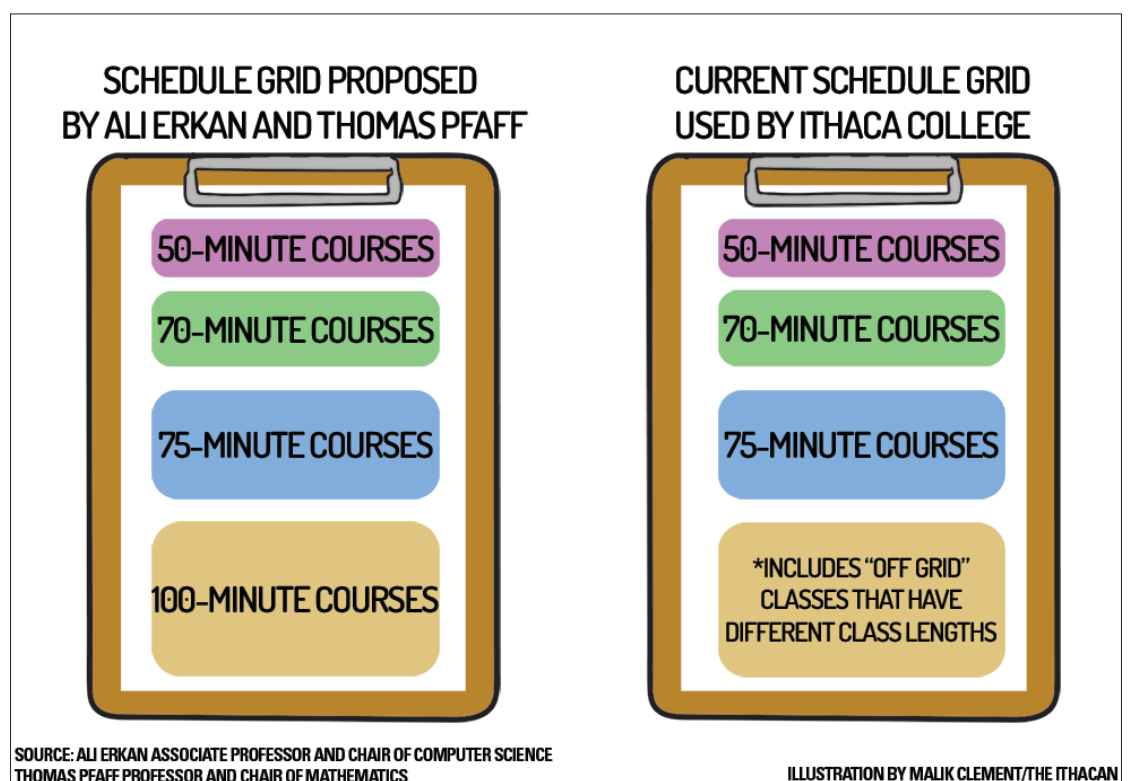 SCHEDULE GRID PROPOSED
BY ALI ERKAN AND THOMAS PFAFF
50-MINUTE COURSES
70-MINUTE COURSES
75-MINUTE COURSES
100-MINUTE COURSES
CURRENT SCHEDULE GRID
USED BY ITHACA COLLEGE
50-MINUTE COURSES
70-MINUTE COURSES
75-MINUTE COURSES
*INCLUDES “OFF GRID”
CLASSES THAT HAVE
DIFFERENT CLASS LENGTHS
SOURCE: ALI ERKAN ASSOCIATE PROFESSOR AND CHAIR OF COMPUTER SCIENCE
THOMAS PFAFF PROFESSOR AND CHAIR OF MATHEMATICS
ILLUSTRATION BY MALIK CLEMENT/THE ITHACAN